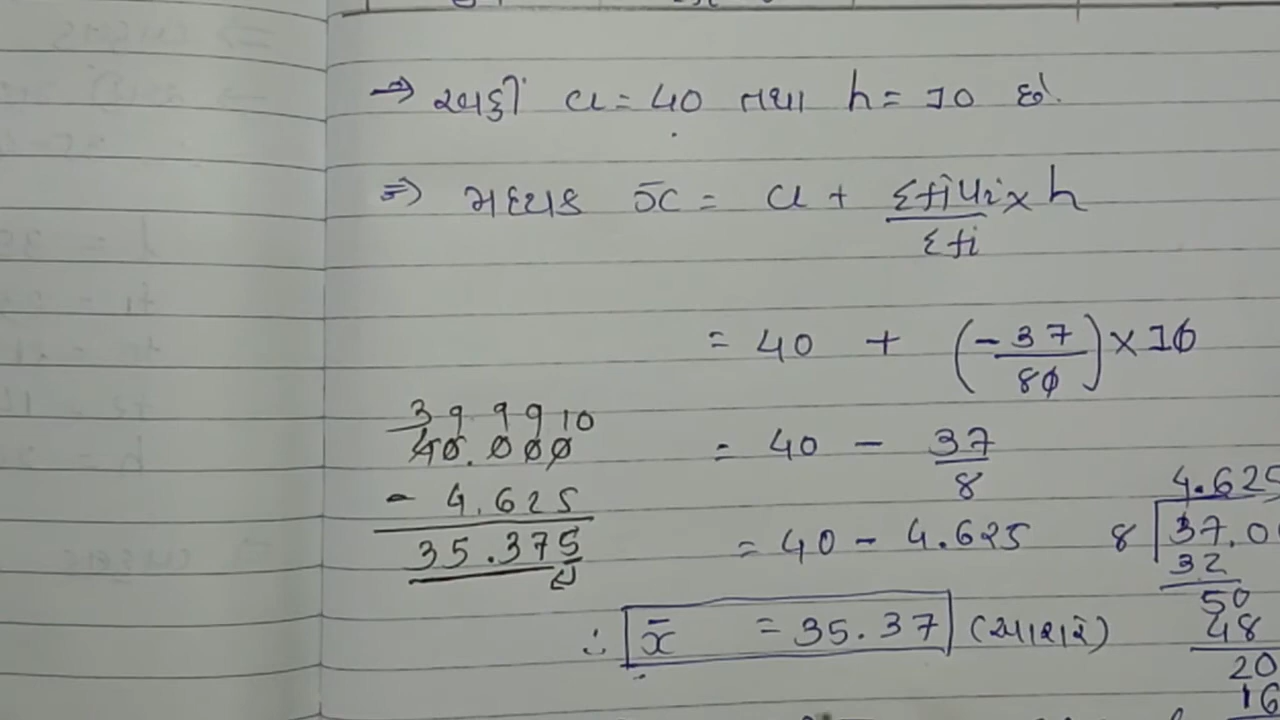 ⇒ અહીં a = 40 તથા h = 10 છે.
⇒ મધ્યક x̄ = a + Σfiui/Σfi × h
= 40 + (-37/80) × 10
= 40 - 37/8
= 40 - 4.625
∴ x̄ = 35.37 (આશરે)
3 9 9 9 10
40.000
- 4.625
35.375
4.625
8 37.0
32
50
48
20
16